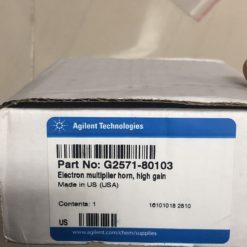 Agilent Technologies
Part No: G2571-80103
Electron multiplier horn, high gain
Made in US (USA)
Contents: 1
16101018 2810
US
www.agilent.com/chem/supplies